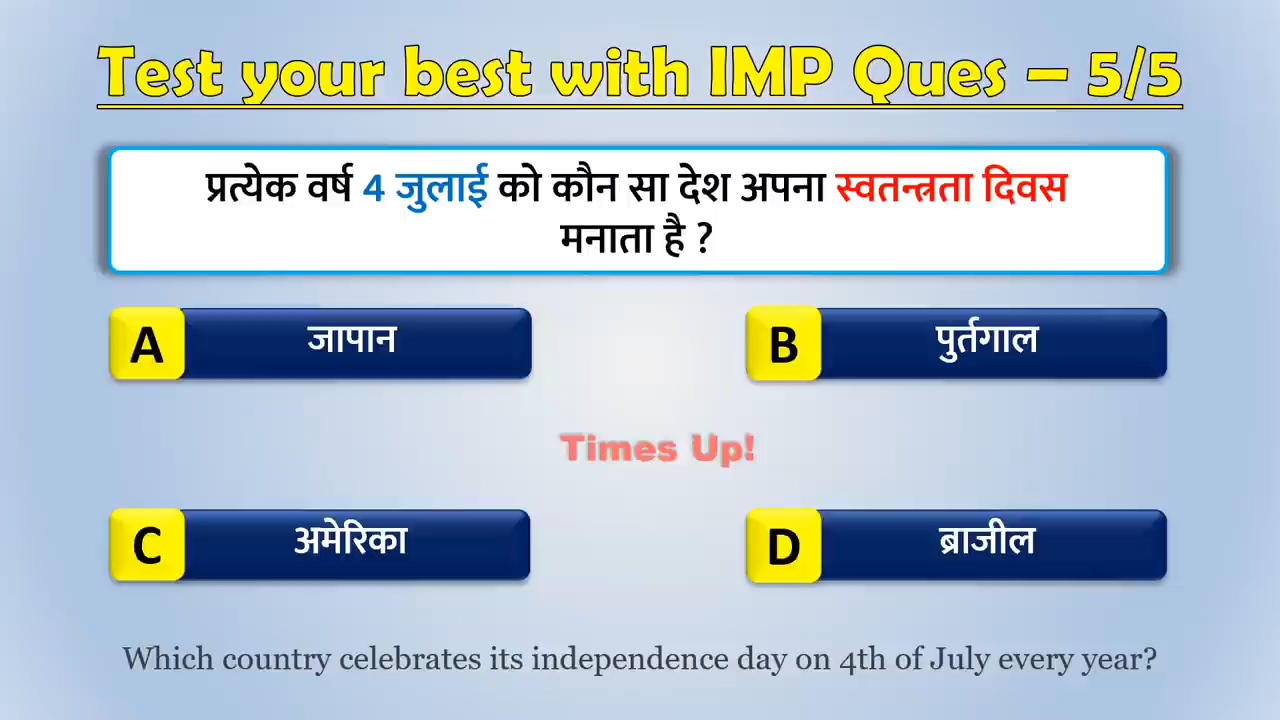 Test your best with IMP Ques – 5/5
प्रत्येक वर्ष 4 जुलाई को कौन सा देश अपना स्वतन्त्रता दिवस
मनाता है ?
A जापान
B पुर्तगाल
Times Up!
C अमेरिका
D ब्राजील
Which country celebrates its independence day on 4th of July every year?